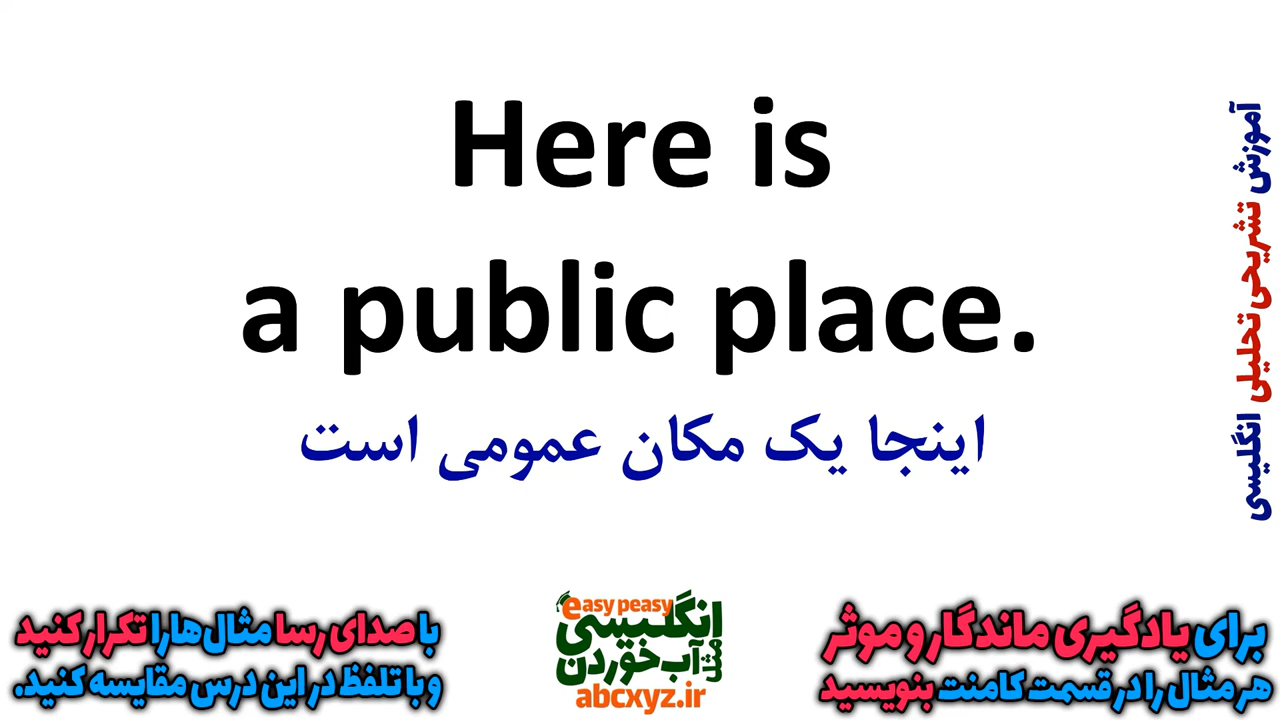 Here is
a public place.
اینجا یک مکان عمومی است
آموزش تشریحی تحلیلی انگلیسی
با صدای رسا مثال‌ها را تکرار کنید
و با تلفظ در این درس مقایسه کنید.
easy peasy
انگلیسی
مثل
آب خوردن
abcxyz.ir
برای یادگیری ماندگار و موثر
هر مثال را در قسمت کامنت بنویسید